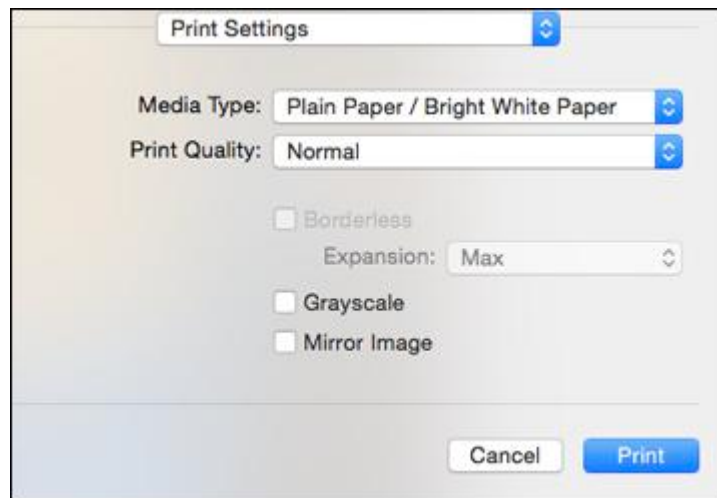 Print Settings
Media Type: Plain Paper / Bright White Paper
Print Quality: Normal
Borderless
Expansion: Max
Grayscale
Mirror Image
Cancel Print